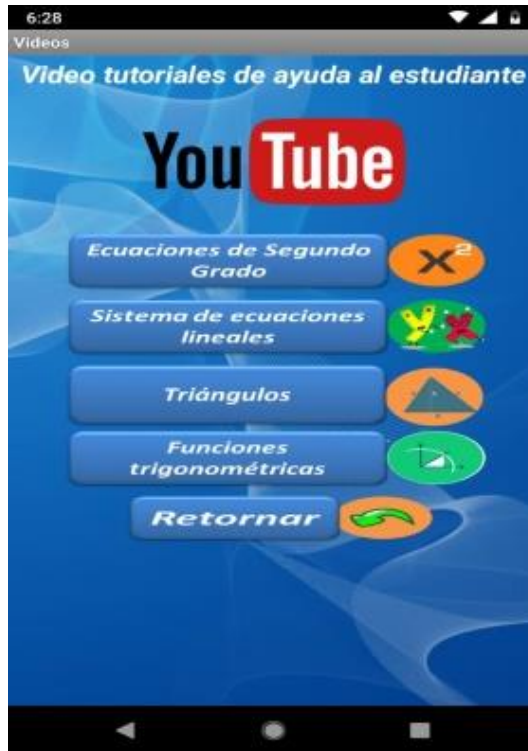 6:28
Videos
Video tutoriales de ayuda al estudiante
YouTube
Ecuaciones de Segundo
Grado
X²
Sistema de ecuaciones
lineales
Y X
Triángulos
Funciones
trigonométricas
Retornar